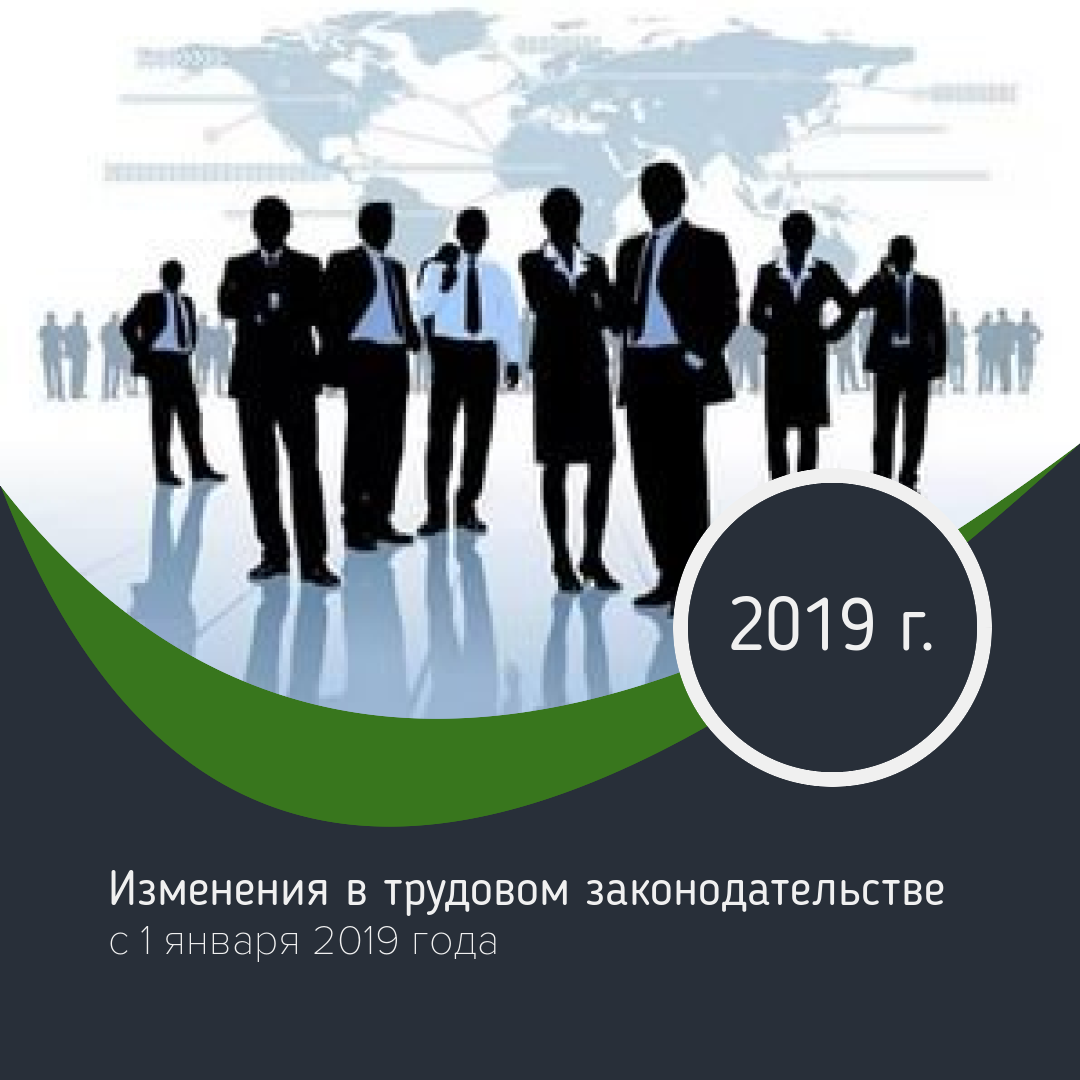 2019 г.
Изменения в трудовом законодательстве
с 1 января 2019 года